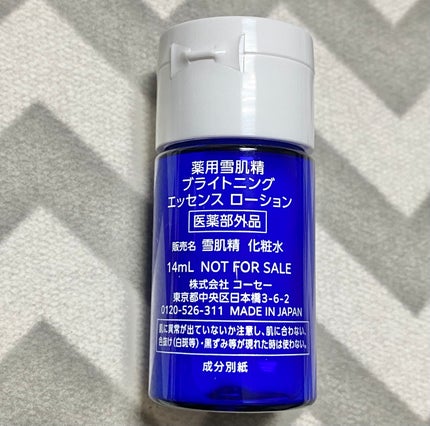 薬用雪肌精
ブライトニング
エッセンス ローション
医薬部外品
販売名 雪肌精 化粧水
14mL NOT FOR SALE
株式会社 コーセー
東京都中央区日本橋3-6-2
0120-526-311 MADE IN JAPAN
肌に異常が出ていないか注意し、肌に合わない、
色抜け(白斑等)・黒ずみ等が現れた時は使わない。
成分別紙